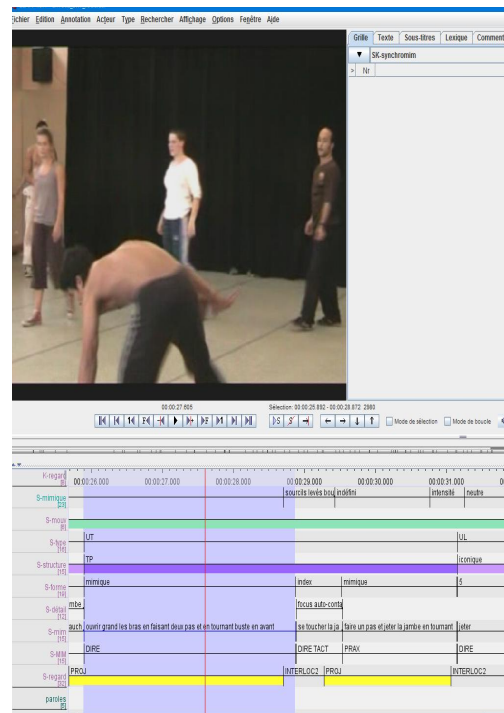 Fichier Edition Annotation Acteur Type Rechercher Affichage Options Fenêtre Aide
Grille Texte Sous-titres Lexique Comment
SK-synchromim
> Nr
00:00:27.605
Sélection: 00:00:25.892 - 00:00:28.872 2980
Mode de sélection Mode de boucle
K-regard
00:00:26.000 00:00:27.000 00:00:28.000 00:00:29.000 00:00:30.000 00:00:31.000
S-mimique
sourcils levés bou indéfini intensité neutre
S-mouv
S-type
UT UL
S-structure
TP iconique
S-forme
mimique index mimique 5
S-détail
mbe focus auto-conta
S-mim
auch ouvrir grand les bras en faisant deux pas et en tournant buste en avant se toucher la ja faire un pas et jeter la jambe en tournant jeter
S-MIM
DIRE DIRE TACT PRAX DIRE
S-regard
PROJ INTERLOC2 PROJ INTERLOC2 PROJ
paroles